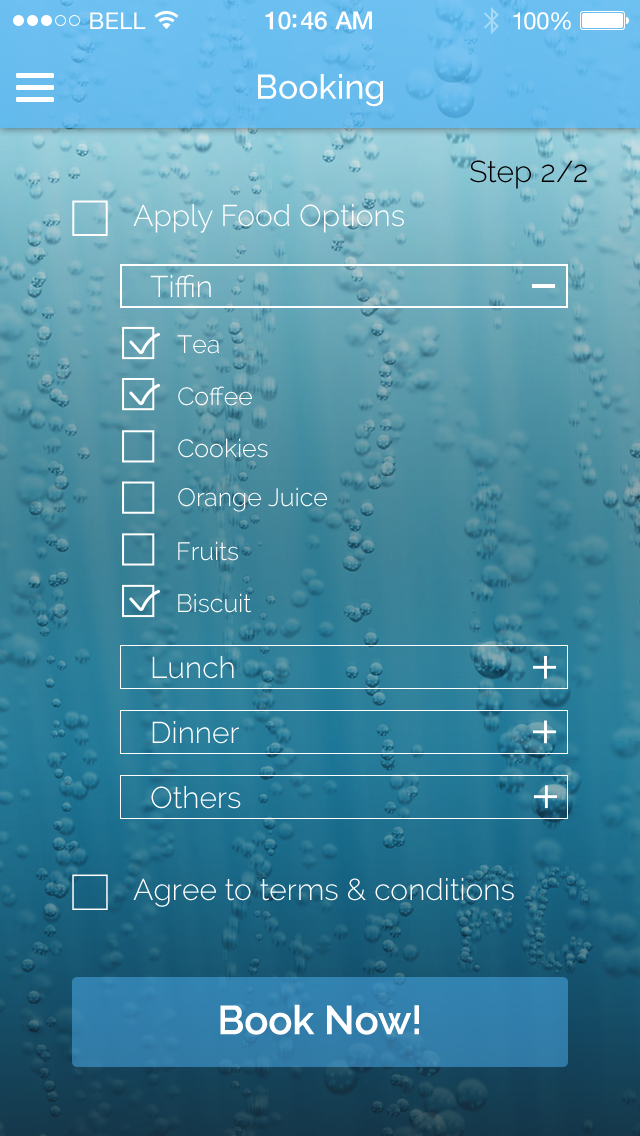 BELL 10:46 AM 100%
Booking
Step 2/2
Apply Food Options
Tiffin
Tea
Coffee
Cookies
Orange Juice
Fruits
Biscuit
Lunch
Dinner
Others
Agree to terms & conditions
PC
Book Now!